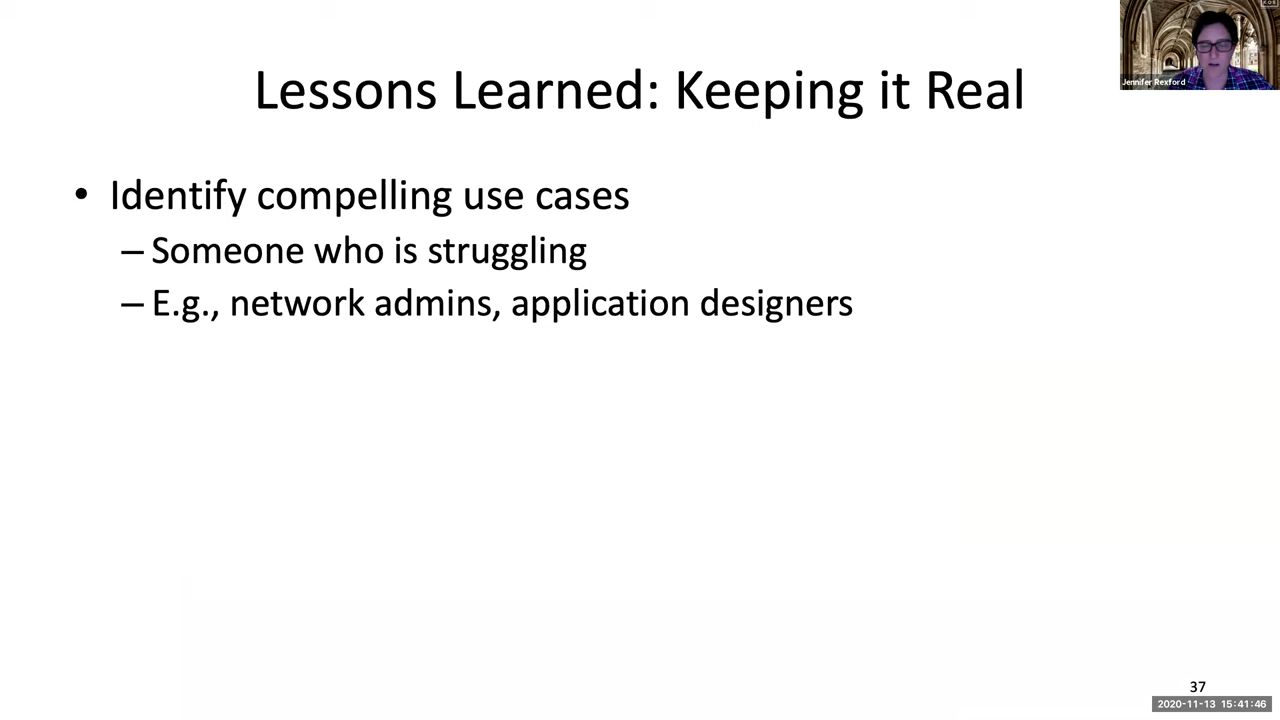 Lessons Learned: Keeping it Real
Jennifer Rexford
• Identify compelling use cases
– Someone who is struggling
– E.g., network admins, application designers
37
2020-11-13 15:41:46